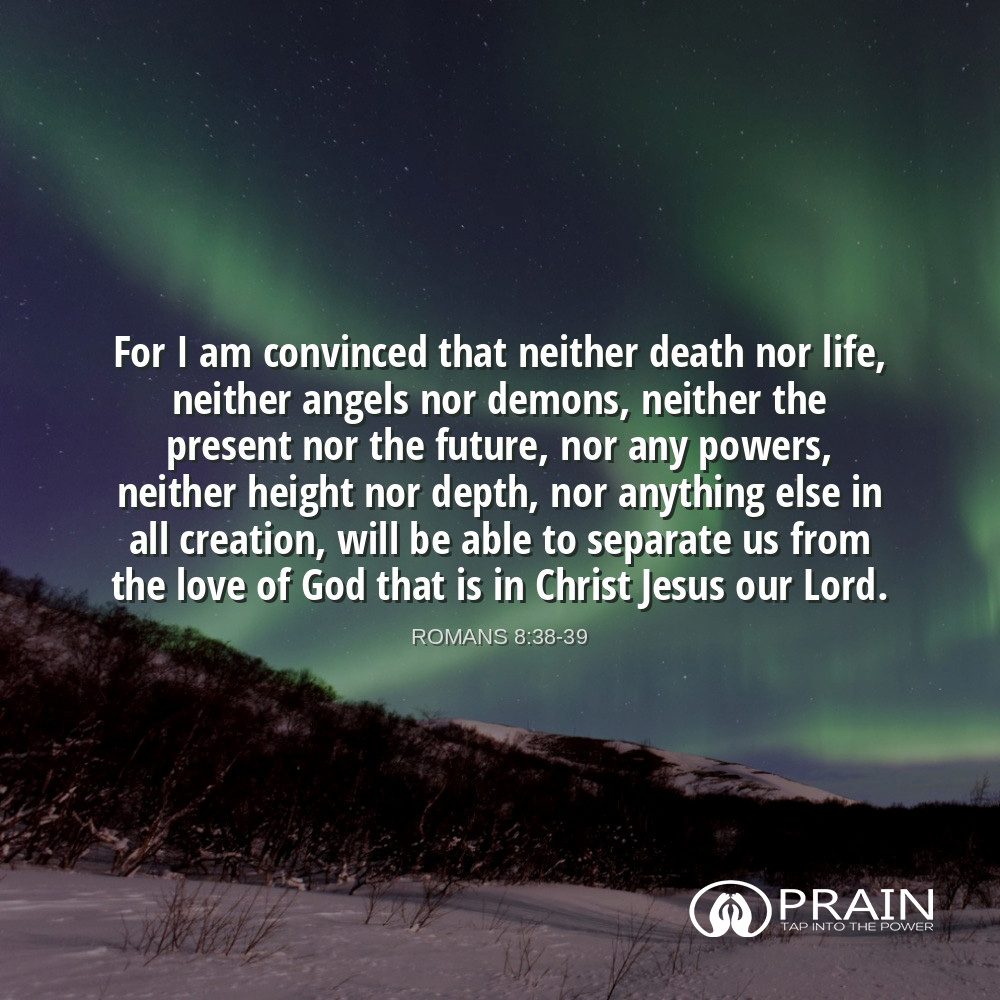 For I am convinced that neither death nor life,
neither angels nor demons, neither the
present nor the future, nor any powers,
neither height nor depth, nor anything else in
all creation, will be able to separate us from
the love of God that is in Christ Jesus our Lord.
ROMANS 8:38-39
PRAIN
TAP INTO THE POWER